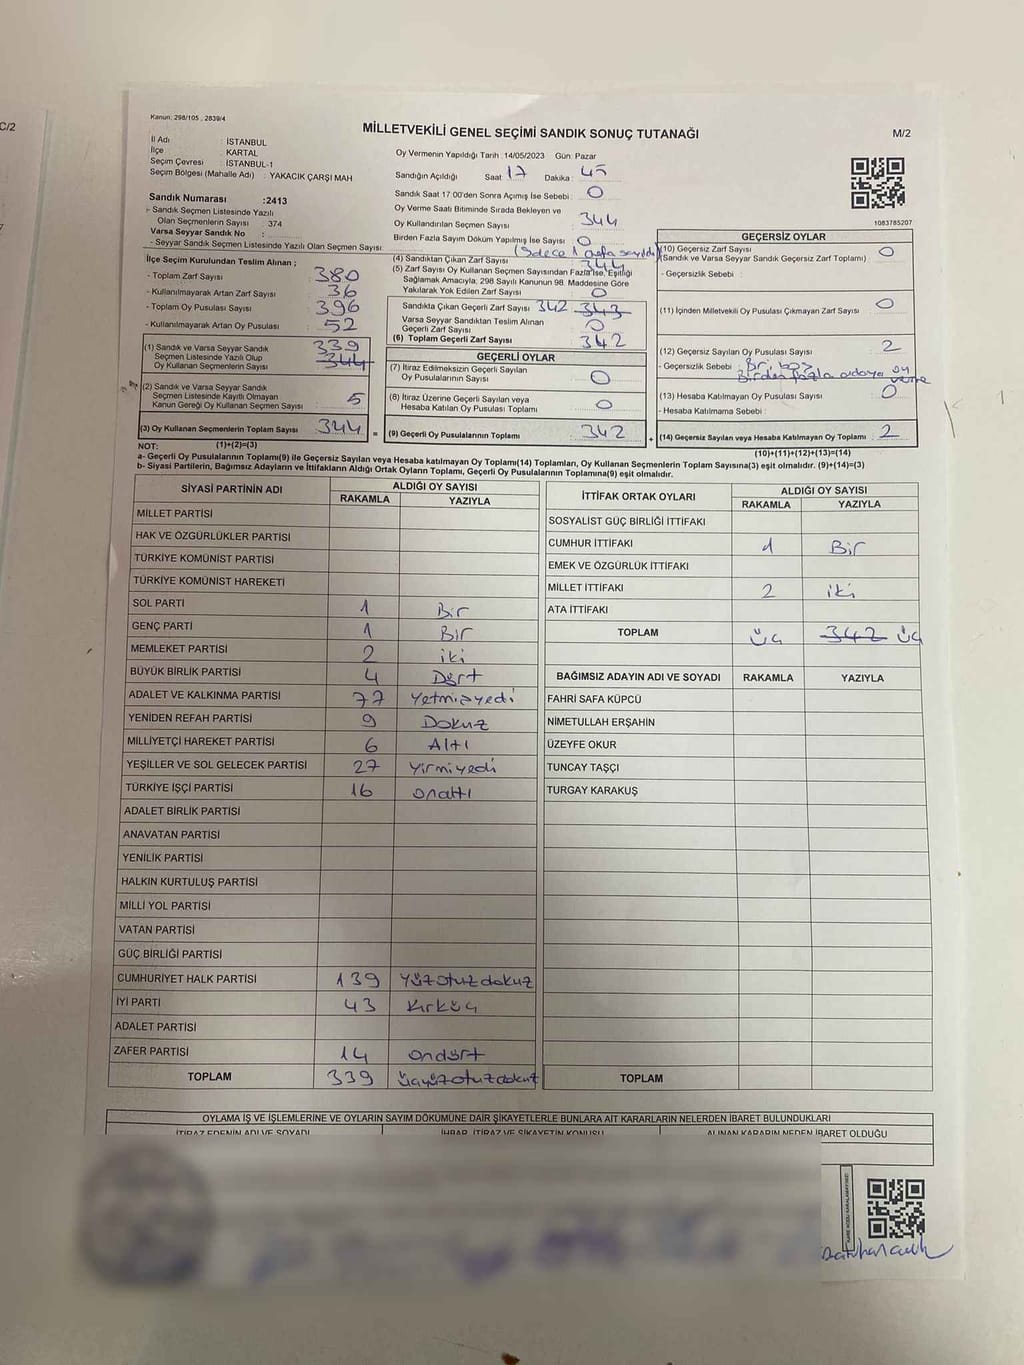 C/2
Kanun, 298/105 , 2839/4
MİLLETVEKİLİ GENEL SEÇİMİ SANDIK SONUÇ TUTANAĞI
M/2
İl Adı : İSTANBUL
İlçe : KARTAL
Seçim Çevresi : İSTANBUL-1
Seçim Bölgesi (Mahalle Adı) : YAKACIK ÇARŞI MAH
Sandık Numarası :2413
- Sandık Seçmen Listesinde Yazılı
Olan Seçmenlerin Sayısı : 374
Varsa Seyyar Sandık No :
- Seyyar Sandık Seçmen Listesinde Yazılı Olan Seçmen Sayısı:
Oy Vermenin Yapıldığı Tarih : 14/05/2023 Gün: Pazar
Sandığın Açıldığı Saat : 17 Dakika : 45
Sandık Saat 17:00'den Sonra Açımış İse Sebebi : 0
Oy Verme Saati Bitiminde Sırada Bekleyen ve
Oy Kullandırılan Seçmen Sayısı : 344
Birden Fazla Sayım Döküm Yapılmış İse Sayısı : 0
(Sadece 1 defa sayıldı)
1083785207
İlçe Seçim Kurulundan Teslim Alınan ;
- Toplam Zarf Sayısı : 380
- Kullanılmayarak Artan Zarf Sayısı : 36
- Toplam Oy Pusulası Sayısı : 396
- Kullanılmayarak Artan Oy Pusulası : 52
(1) Sandık ve Varsa Seyyar Sandık
Seçmen Listesinde Yazılı Olup
Oy Kullanan Seçmenlerin Sayısı : 339 344
(2) Sandık ve Varsa Seyyar Sandık
Seçmen Listesinde Kayıtlı Olmayan
Kanun Gereği Oy Kullanan Seçmen Sayısı : 5
(3) Oy Kullanan Seçmenlerin Toplam Sayısı : 344 =
(4) Sandıktan Çıkan Zarf Sayısı : 344
(5) Zarf Sayısı Oy Kullanan Seçmen Sayısından Fazla İse, Eşitliği
Sağlamak Amacıyla; 298 Sayılı Kanunun 98. Maddesine Göre
Yakılarak Yok Edilen Zarf Sayısı : 0
Sandıkta Çıkan Geçerli Zarf Sayısı : 342 343
Varsa Seyyar Sandıktan Teslim Alınan
Geçerli Zarf Sayısı : 0
(6) Toplam Geçerli Zarf Sayısı : 342
GEÇERLİ OYLAR
(7) İtiraz Edilmeksizin Geçerli Sayılan
Oy Pusulalarının Sayısı : 0
(8) İtiraz Üzerine Geçerli Sayılan veya
Hesaba Katılan Oy Pusulası Toplamı : 0
(9) Geçerli Oy Pusulalarının Toplamı : 342 +
GEÇERSİZ OYLAR
(10) Geçersiz Zarf Sayısı
(Sandık ve Varsa Seyyar Sandık Geçersiz Zarf Toplamı) : 0
- Geçersizlik Sebebi :
(11) İçinden Milletvekili Oy Pusulası Çıkmayan Zarf Sayısı : 0
(12) Geçersiz Sayılan Oy Pusulası Sayısı : 2
- Geçersizlik Sebebi : Biri boş
Birden fazla adaya oy verme
(13) Hesaba Katılmayan Oy Pusulası Sayısı : 0
- Hesaba Katılmama Sebebi :
(14) Geçersiz Sayılan veya Hesaba Katılmayan Oy Toplamı : 2
NOT: (1)+(2)=(3)
(10)+(11)+(12)+(13)=(14)
a- Geçerli Oy Pusulaların Toplamı(9) ile Geçersiz Sayılan veya Hesaba katılmayan Oy Toplamı(14) Toplamları, Oy Kullanan Seçmenlerin Toplam Sayısına(3) eşit olmalıdır. (9)+(14)=(3)
b- Siyasi Partilerin, Bağımsız Adayların ve İttifakların Aldığı Ortak Oyların Toplamı, Geçerli Oy Pusulalarının Toplamına(9) eşit olmalıdır.
SİYASİ PARTİNİN ADI ALDIĞI OY SAYISI
RAKAMLA YAZIYLA
MİLLET PARTİSİ
HAK VE ÖZGÜRLÜKLER PARTİSİ
TÜRKİYE KOMÜNİST PARTİSİ
TÜRKİYE KOMÜNİST HAREKETİ
SOL PARTİ 1 Bir
GENÇ PARTİ 1 Bir
MEMLEKET PARTİSİ 2 iki
BÜYÜK BİRLİK PARTİSİ 4 Dört
ADALET VE KALKINMA PARTİSİ 77 Yetmişyedi
YENİDEN REFAH PARTİSİ 9 Dokuz
MİLLİYETÇİ HAREKET PARTİSİ 6 Altı
YEŞİLLER VE SOL GELECEK PARTİSİ 27 Yirmiyedi
TÜRKİYE İŞÇİ PARTİSİ 16 onaltı
ADALET BİRLİK PARTİSİ
ANAVATAN PARTİSİ
YENİLİK PARTİSİ
HALKIN KURTULUŞ PARTİSİ
MİLLİ YOL PARTİSİ
VATAN PARTİSİ
GÜÇ BİRLİĞİ PARTİSİ
CUMHURİYET HALK PARTİSİ 139 Yüzotuzdokuz
İYİ PARTİ 43 Kırküç
ADALET PARTİSİ
ZAFER PARTİSİ 14 ondört
TOPLAM 339 üçyüzotuzdokuz
İTTİFAK ORTAK OYLARI ALDIĞI OY SAYISI
RAKAMLA YAZIYLA
SOSYALİST GÜÇ BİRLİĞİ İTTİFAKI
CUMHUR İTTİFAKI 1 Bir
EMEK VE ÖZGÜRLÜK İTTİFAKI
MİLLET İTTİFAKI 2 iki
ATA İTTİFAKI
TOPLAM üç 342 üç
BAĞIMSIZ ADAYIN ADI VE SOYADI RAKAMLA YAZIYLA
FAHRİ SAFA KÜPCÜ
NİMETULLAH ERŞAHİN
ÜZEYFE OKUR
TUNCAY TAŞÇI
TURGAY KARAKUŞ
TOPLAM
OYLAMA İŞ VE İŞLEMLERİNE VE OYLARIN SAYIM DÖKÜMÜNE DAİR ŞİKAYETLERLE BUNLARA AİT KARARLARIN NELERDEN İBARET BULUNDUKLARI
İTİRAZ EDENİN ADI VE SOYADI İHBAR, İTİRAZ VE ŞİKAYETİN KONUSU ALINAN KARARIN NEDEN İBARET OLDUĞU